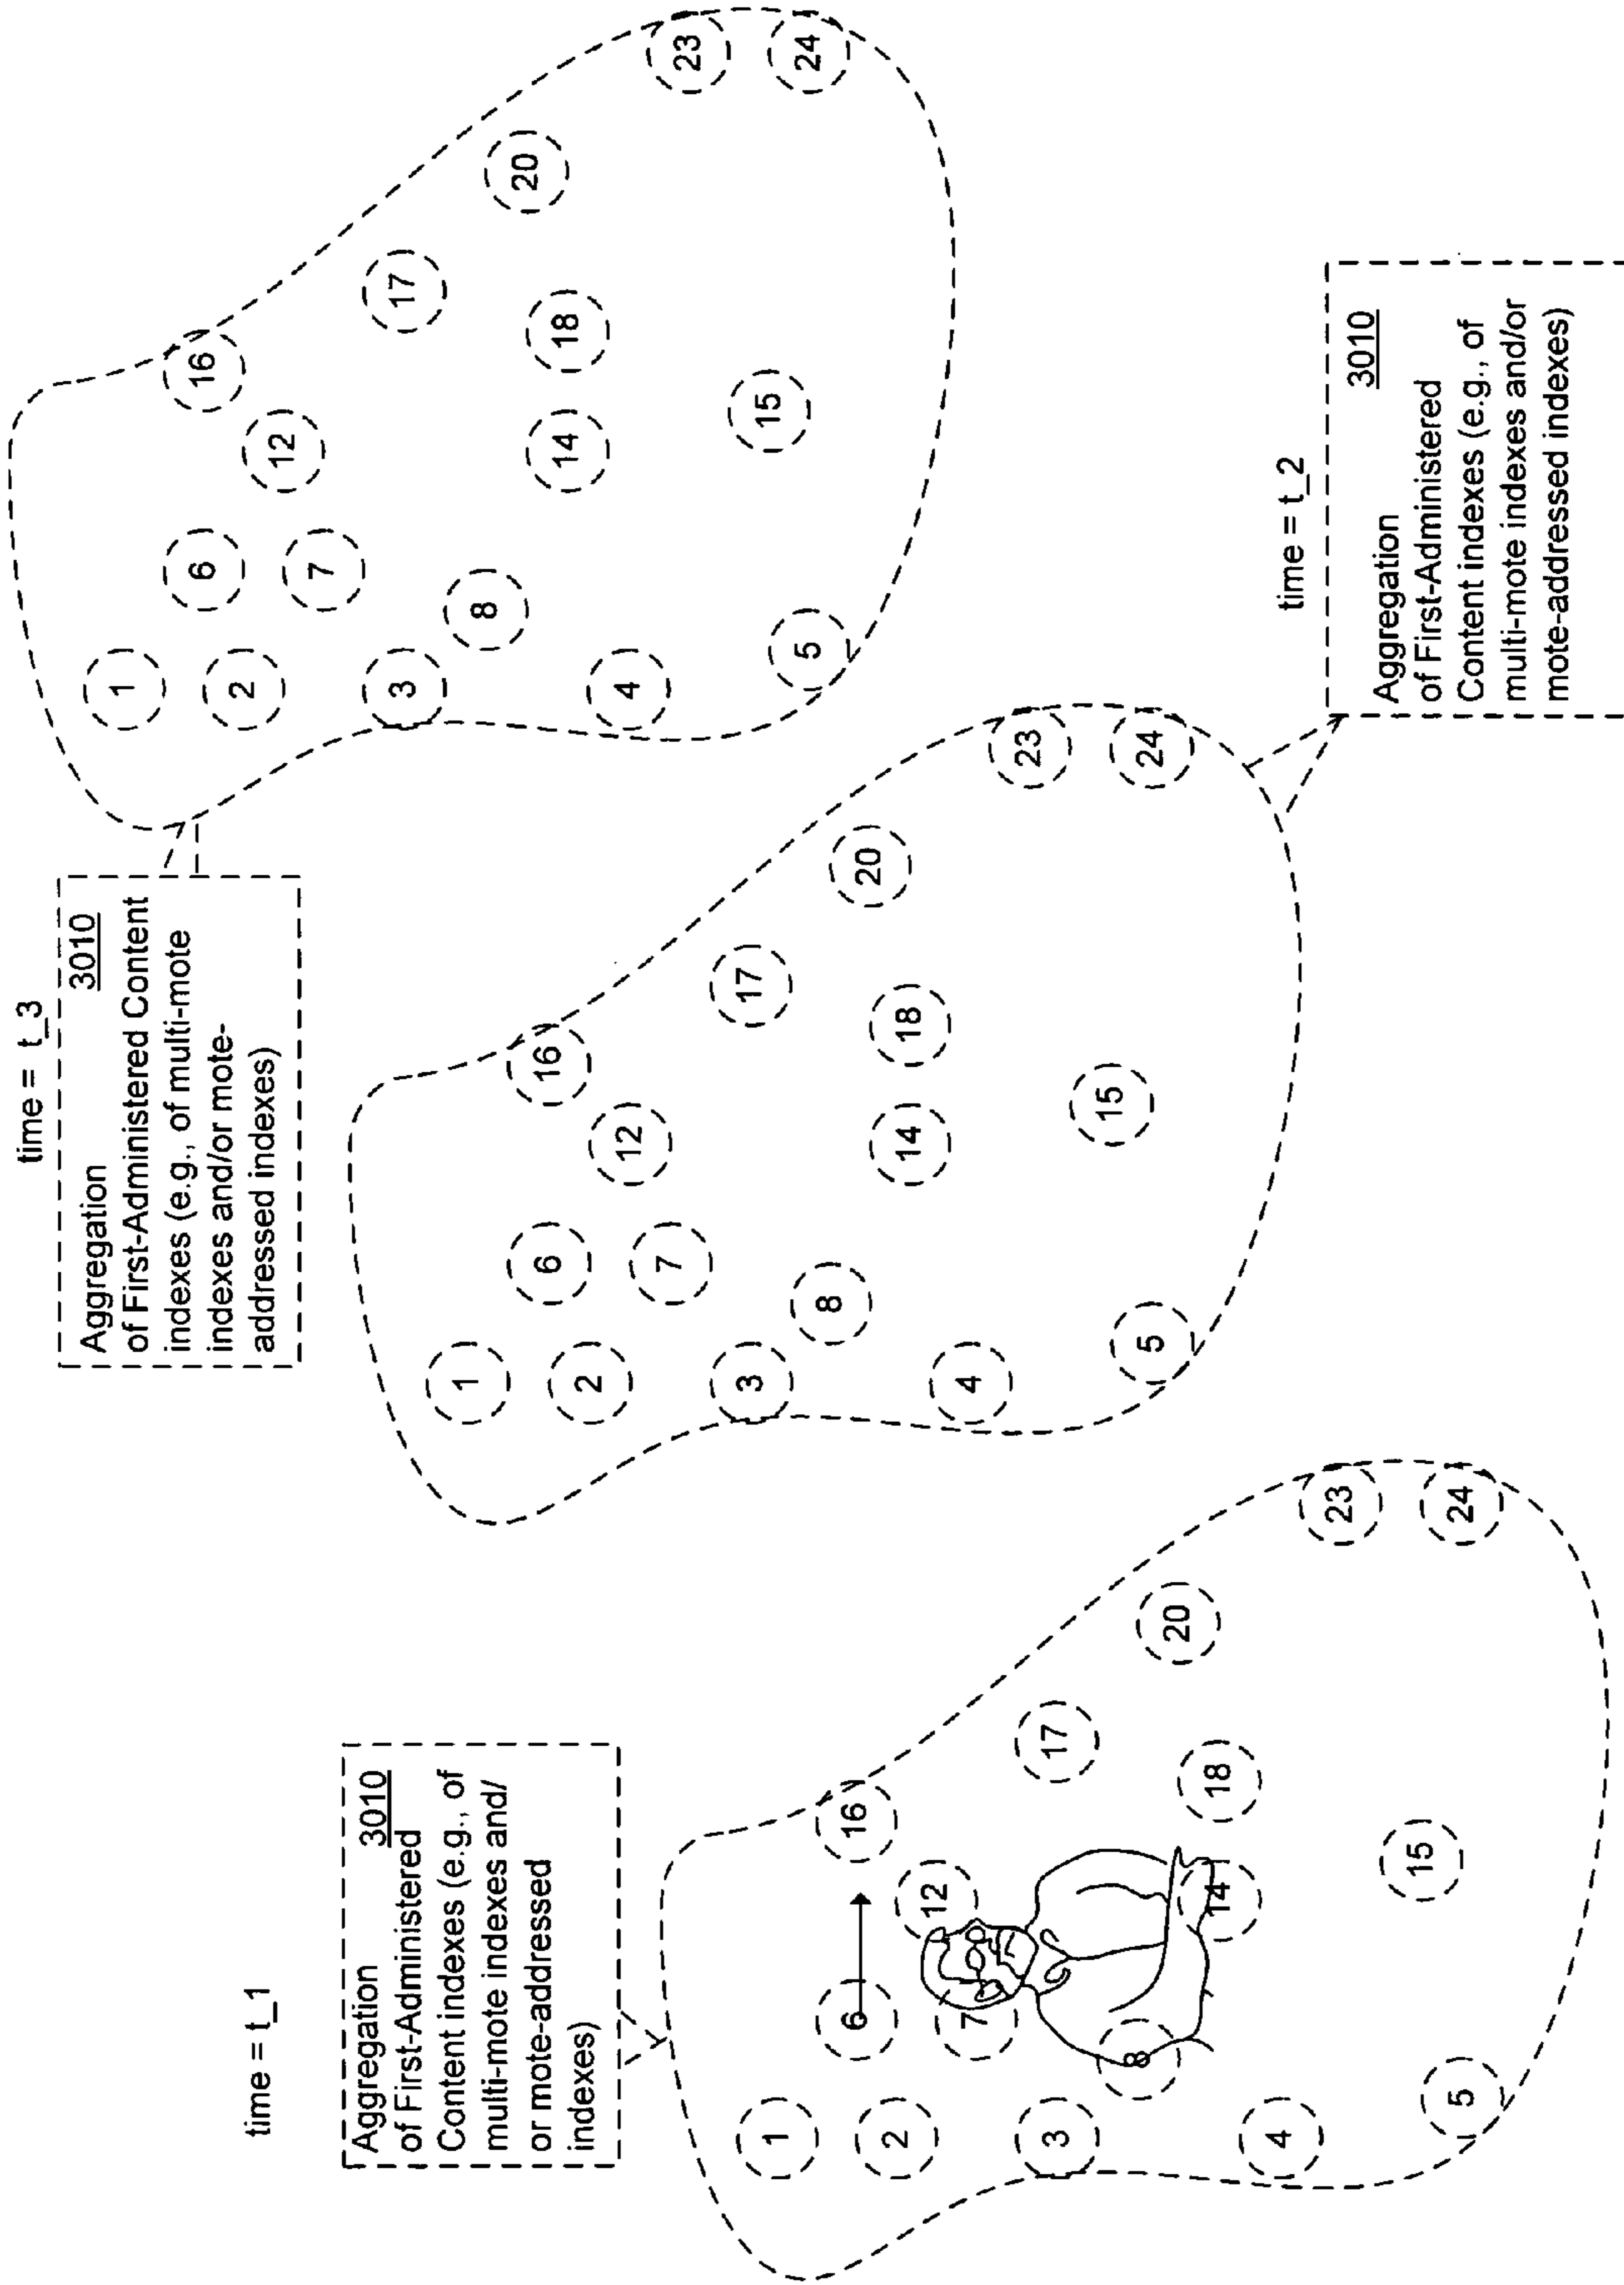 time = t_1
Aggregation
3010
of First-Administered
Content indexes (e.g., of
multi-mote indexes and/
or mote-addressed
indexes)
1
2
3
4
5
6
7
8
12
14
15
16
17
18
20
23
24
time = t_2
3010
Aggregation
of First-Administered
Content indexes (e.g., of
multi-mote indexes and/or
mote-addressed indexes)
1
2
3
4
5
6
7
8
12
14
15
16
17
18
20
23
24
time = t_3
Aggregation 3010
of First-Administered Content
indexes (e.g., of multi-mote
indexes and/or mote-
addressed indexes)
1
2
3
4
5
6
7
8
12
14
15
16
17
18
20
23
24